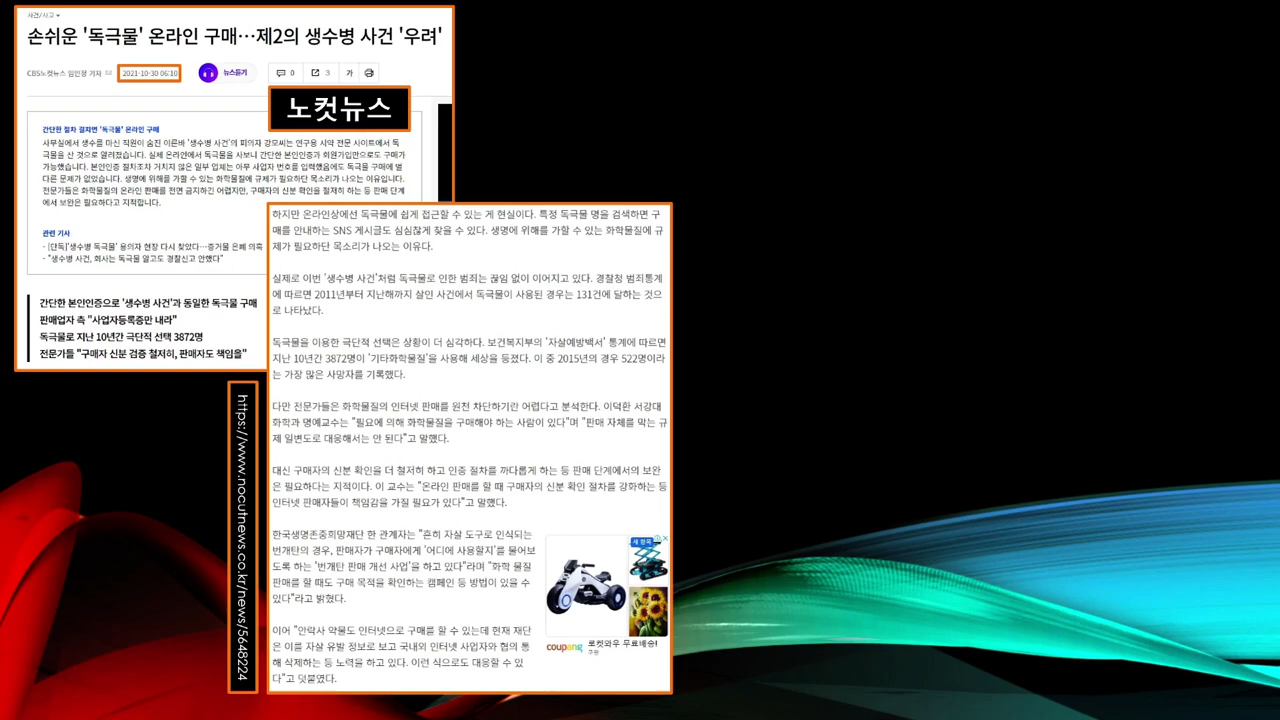 사건/사고
손쉬운 '독극물' 온라인 구매…제2의 생수병 사건 '우려'
CBS노컷뉴스 임민정 기자 2021-10-30 06:10 뉴스듣기 0 3 가
노컷뉴스
간단한 절차 걸쳐면 '독극물' 온라인 구매
사무실에서 생수를 마신 직원이 숨진 이른바 '생수병 사건'의 피의자 강모씨는 연구용 시약 전문 사이트에서 독
극물을 산 것으로 알려졌습니다. 실제 온라인에서 독극물을 사보니 간단한 본인인증과 회원가입만으로도 구매가
가능했습니다. 본인인증 절차조차 거치지 않은 일부 업체는 아무 사업자 번호를 입력했음에도 독극물 구매에 별
다른 문제가 없었습니다. 생명에 위해를 가할 수 있는 화학물질에 규제가 필요하단 목소리가 나오는 이유입니다.
전문가들은 화학물질의 온라인 판매를 전면 금지하긴 어렵지만, 구매자의 신분 확인을 철저히 하는 등 판매 단계
에서 보완은 필요하다고 지적합니다.
관련 기사
- [단독]'생수병 독극물' 용의자 현장 다시 찾았다…증거물 은폐 의혹
- "생수병 사건, 회사는 독극물 알고도 경찰신고 안했다"
간단한 본인인증으로 '생수병 사건'과 동일한 독극물 구매
판매업자 측 "사업자등록증만 내라"
독극물로 지난 10년간 극단적 선택 3872명
전문가들 "구매자 신분 검증 철저히, 판매자도 책임을"
https://www.nocutnews.co.kr/news/5648224
하지만 온라인상에선 독극물에 쉽게 접근할 수 있는 게 현실이다. 특정 독극물 명을 검색하면 구
매를 안내하는 SNS 게시글도 심심찮게 찾을 수 있다. 생명에 위해를 가할 수 있는 화학물질에 규
제가 필요하단 목소리가 나오는 이유다.
실제로 이번 '생수병 사건'처럼 독극물로 인한 범죄는 끊임 없이 이어지고 있다. 경찰청 범죄통계
에 따르면 2011년부터 지난해까지 살인 사건에서 독극물이 사용된 경우는 131건에 달하는 것으
로 나타났다.
독극물을 이용한 극단적 선택은 상황이 더 심각하다. 보건복지부의 '자살예방백서' 통계에 따르면
지난 10년간 3872명이 '기타화학물질'을 사용해 세상을 등졌다. 이 중 2015년의 경우 522명이라
는 가장 많은 사망자를 기록했다.
다만 전문가들은 화학물질의 인터넷 판매를 원천 차단하기란 어렵다고 분석한다. 이덕환 서강대
화학과 명예교수는 "필요에 의해 화학물질을 구매해야 하는 사람이 있다"며 "판매 자체를 막는 규
제 일변도로 대응해서는 안 된다"고 말했다.
대신 구매자의 신분 확인을 더 철저히 하고 인증 절차를 까다롭게 하는 등 판매 단계에서의 보완
은 필요하다는 지적이다. 이 교수는 "온라인 판매를 할 때 구매자의 신분 확인 절차를 강화하는 등
인터넷 판매자들이 책임감을 가질 필요가 있다"고 말했다.
한국생명존중희망재단 한 관계자는 "흔히 자살 도구로 인식되는
번개탄의 경우, 판매자가 구매자에게 '어디에 사용할지'를 물어보
도록 하는 '번개탄 판매 개선 사업'을 하고 있다"라며 "화학 물질
판매를 할 때도 구매 목적을 확인하는 캠페인 등 방법이 있을 수
있다"라고 밝혔다.
이어 "안락사 약물도 인터넷으로 구매를 할 수 있는데 현재 재단
은 이를 자살 유발 정보로 보고 국내외 인터넷 사업자와 협의 통
해 삭제하는 등 노력을 하고 있다. 이런 식으로도 대응할 수 있
다"고 덧붙였다.
새 항목
coupang 로켓와우 무료배송!
쿠팡